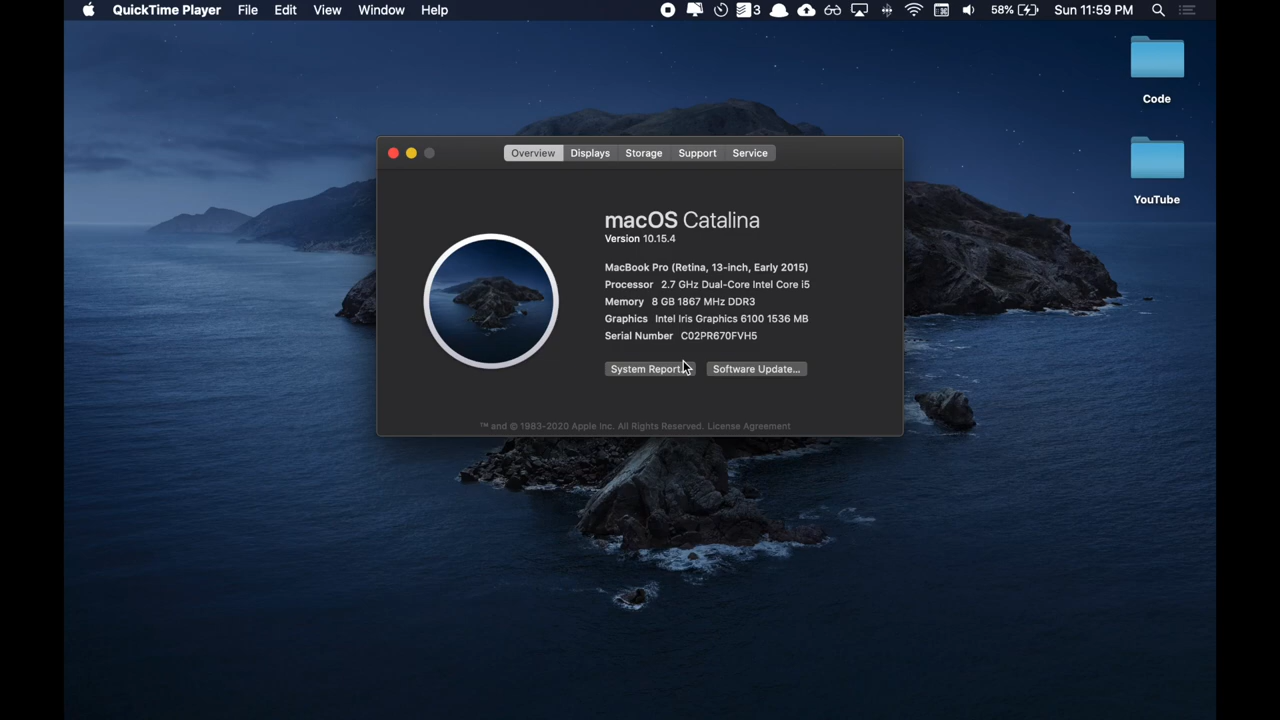 QuickTime Player File Edit View Window Help 3 58% Sun 11:59 PM
Code
YouTube
Overview Displays Storage Support Service
macOS Catalina
Version 10.15.4
MacBook Pro (Retina, 13-inch, Early 2015)
Processor 2.7 GHz Dual-Core Intel Core i5
Memory 8 GB 1867 MHz DDR3
Graphics Intel Iris Graphics 6100 1536 MB
Serial Number C02PR670FVH5
System Report... Software Update...
™ and © 1983-2020 Apple Inc. All Rights Reserved. License Agreement